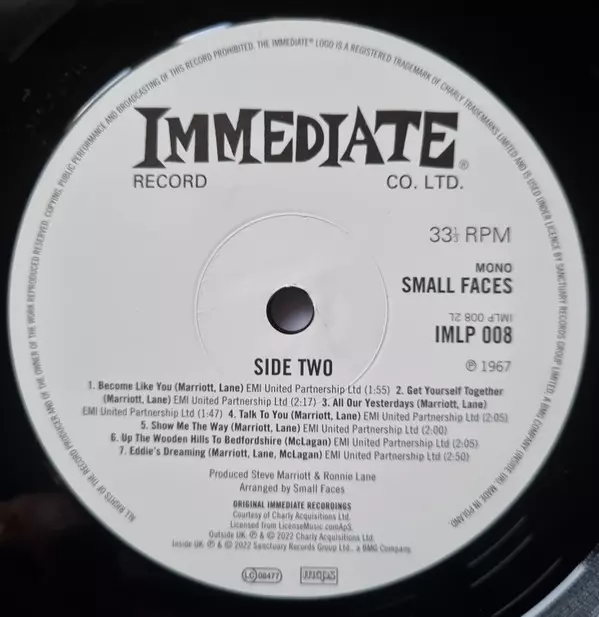 ALL RIGHTS OF THE RECORD PRODUCER AND OF THE OWNER OF THE WORK REPRODUCED RESERVED. COPYING, PUBLIC PERFORMANCE AND BROADCASTING OF THIS RECORD PROHIBITED. THE IMMEDIATE® LOGO IS A REGISTERED TRADEMARK OF CHARLY TRADEMARKS LIMITED AND IS USED UNDER LICENCE BY SANCTUARY RECORDS GROUP LIMITED, A BMG COMPANY (INSIDE UK). MADE IN POLAND
IMMEDIATE®
RECORD CO. LTD.
33⅓ RPM
MONO
SMALL FACES
IMLP 008 2L
IMLP 008
℗ 1967
SIDE TWO
1. Become Like You (Marriott, Lane) EMI United Partnership Ltd (1:55) 2. Get Yourself Together
(Marriott, Lane) EMI United Partnership Ltd (2:17) 3. All Our Yesterdays (Marriott, Lane)
EMI United Partnership Ltd (1:47) 4. Talk To You (Marriott, Lane) EMI United Partnership Ltd (2:05)
5. Show Me The Way (Marriott, Lane) EMI United Partnership Ltd (2:00)
6. Up The Wooden Hills To Bedfordshire (McLagan) EMI United Partnership Ltd (2:05)
7. Eddie's Dreaming (Marriott, Lane, McLagan) EMI United Partnership Ltd (2:50)
Produced Steve Marriott & Ronnie Lane
Arranged by Small Faces
ORIGINAL IMMEDIATE RECORDINGS
Courtesy of Charly Acquisitions Ltd.
Licensed from LicenseMusic.comApS.
Outside UK ℗ & © 2022 Charly Acquisitions Ltd.
Inside UK ℗ & © 2022 Sanctuary Records Group Ltd., a BMG Company
LC 08477
mcps